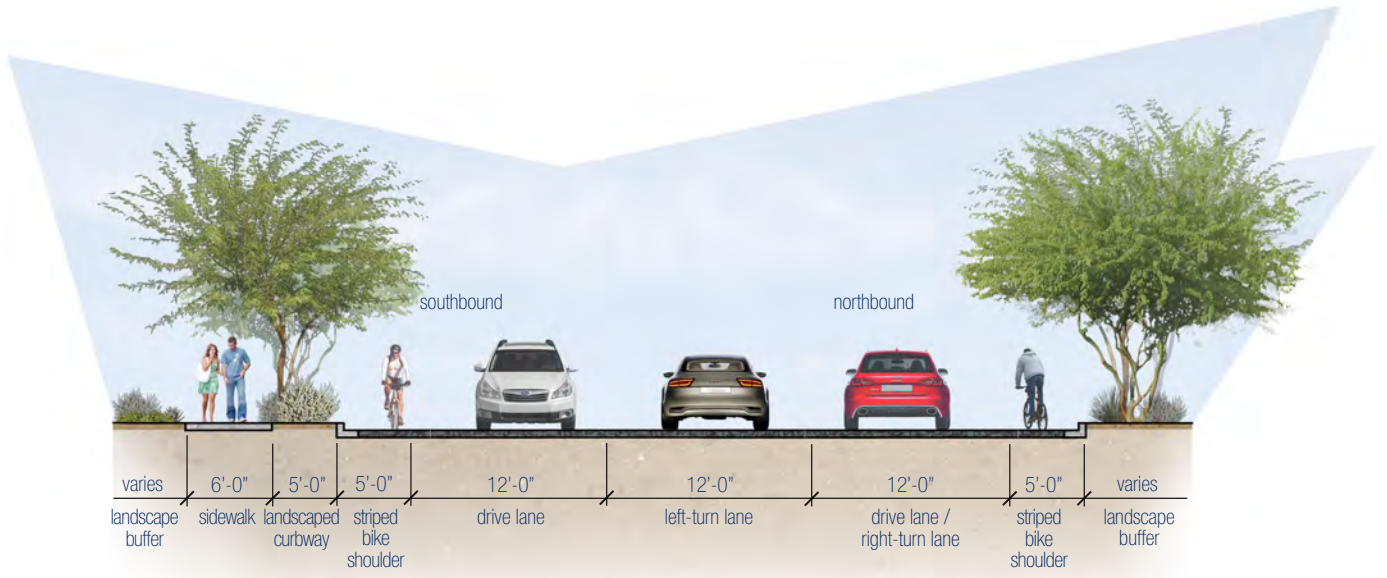 southbound
northbound
varies
6'-0"
5'-0"
5'-0"
12'-0"
12'-0"
12'-0"
5'-0"
varies
landscape
buffer
sidewalk
landscaped
curbway
striped
bike
shoulder
drive lane
left-turn lane
drive lane /
right-turn lane
striped
bike
shoulder
landscape
buffer